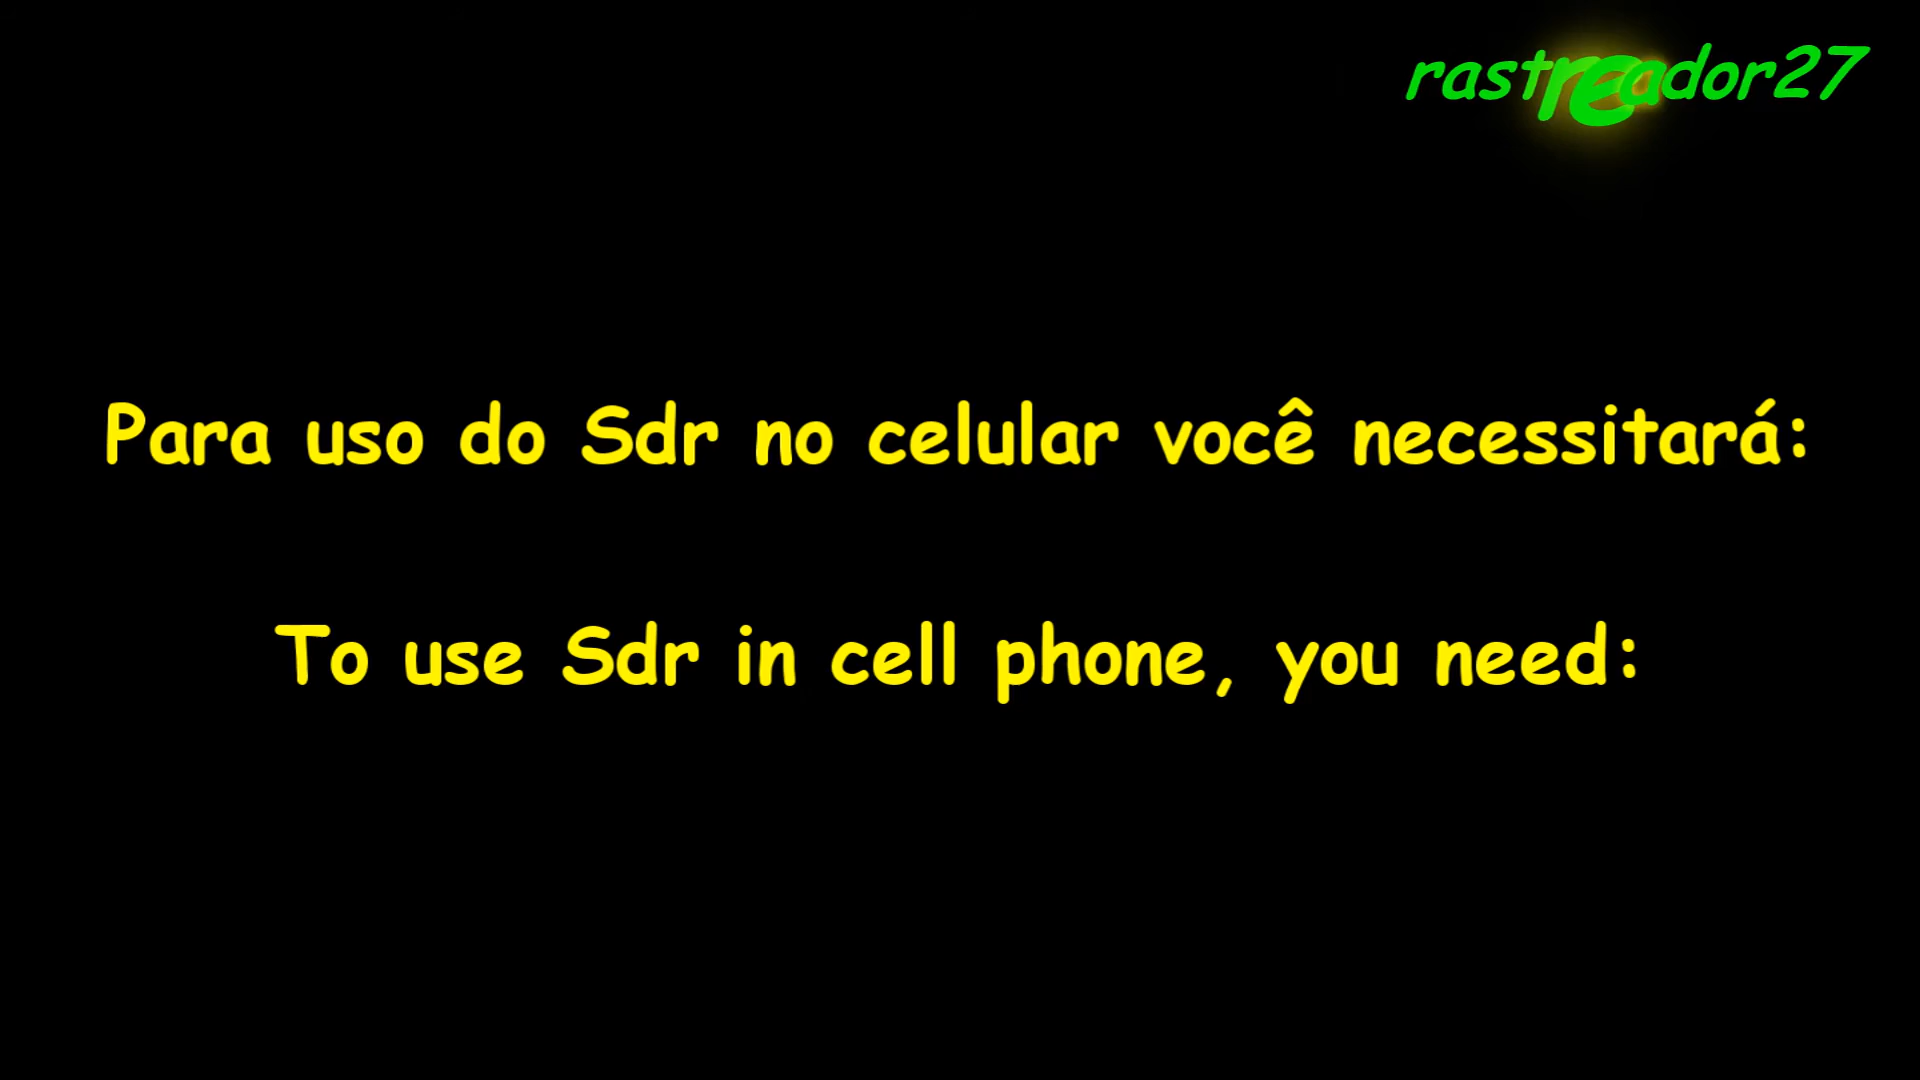 rastreador27
Para uso do Sdr no celular você necessitará:
To use Sdr in cell phone, you need: